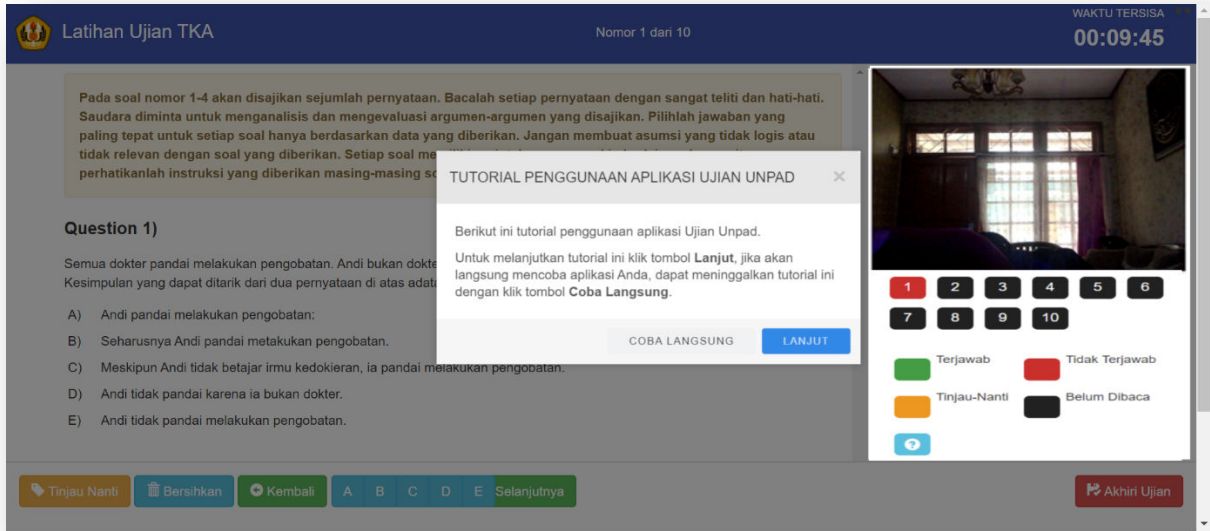 Latihan Ujian TKA
Nomor 1 dari 10
WAKTU TERSISA
00:09:45
Pada soal nomor 1-4 akan disajikan sejumlah pernyataan. Bacalah setiap pernyataan dengan sangat teliti dan hati-hati.
Saudara diminta untuk menganalisis dan mengevaluasi argumen-argumen yang disajikan. Pilihlah jawaban yang
paling tepat untuk setiap soal hanya berdasarkan data yang diberikan. Jangan membuat asumsi yang tidak logis atau
tidak relevan dengan soal yang diberikan. Setiap soal
perhatikanlah instruksi yang diberikan masing-masing
Question 1)
Semua dokter pandai melakukan pengobatan. Andi bukan
Kesimpulan yang dapat ditarik dari dua pernyataan di atas
A) Andi pandai melakukan pengobatan:
B) Seharusnya Andi pandai metakukan pengobatan.
C) Meskipun Andi tidak betajar irmu kedokieran, ia pandai melakukan pengobatan.
D) Andi tidak pandai karena ia bukan dokter.
E) Andi tidak pandai melakukan pengobatan.
TUTORIAL PENGGUNAAN APLIKASI UJIAN UNPAD ×
Berikut ini tutorial penggunaan aplikasi Ujian Unpad.
Untuk melanjutkan tutorial ini klik tombol Lanjut, jika akan
langsung mencoba aplikasi Anda, dapat meninggalkan tutorial ini
dengan klik tombol Coba Langsung.
COBA LANGSUNG LANJUT
1 2 3 4 5 6
7 8 9 10
Terjawab Tidak Terjawab
Tinjau-Nanti Belum Dibaca
?
Tinjau Nanti Bersihkan Kembali A B C D E Selanjutnya Akhiri Ujian